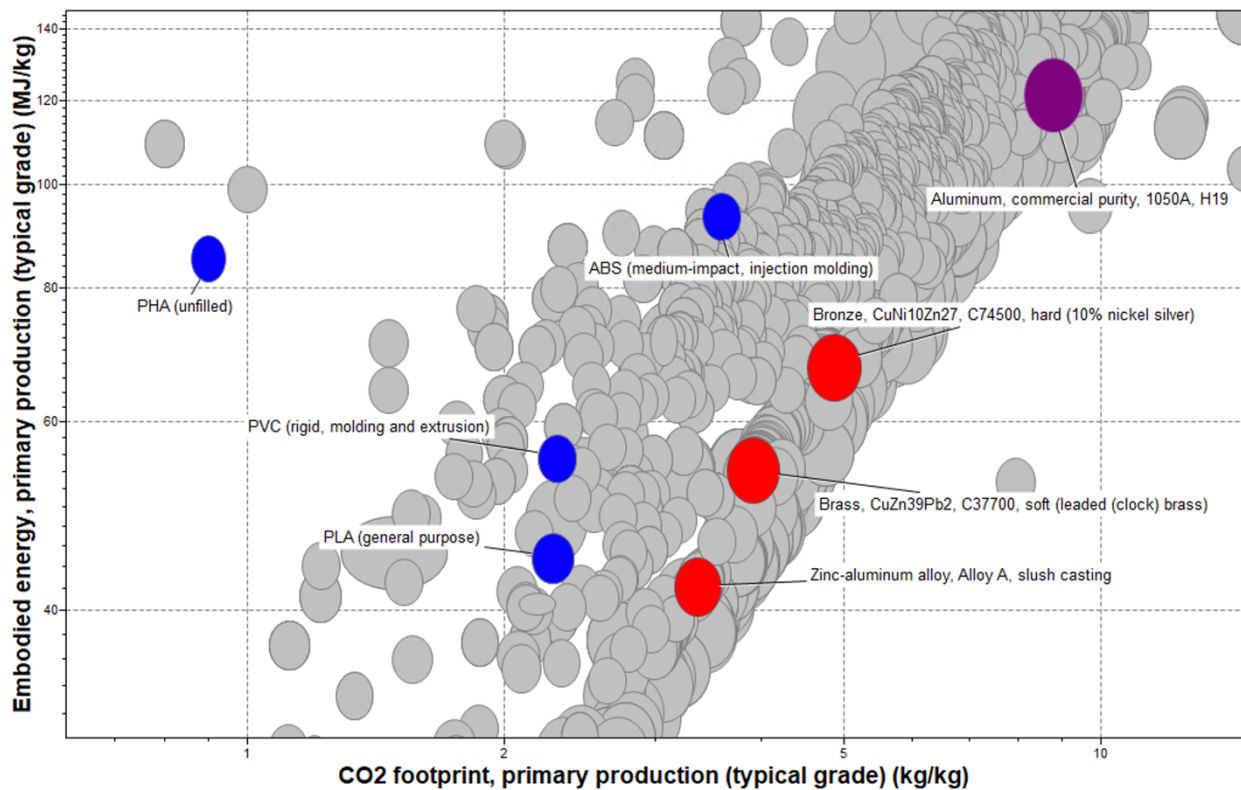 Embodied energy, primary production (typical grade) (MJ/kg)
140
120
100
80
60
40
Aluminum, commercial purity, 1050A, H19
ABS (medium-impact, injection molding)
PHA (unfilled)
Bronze, CuNi10Zn27, C74500, hard (10% nickel silver)
PVC (rigid, molding and extrusion)
Brass, CuZn39Pb2, C37700, soft (leaded (clock) brass)
PLA (general purpose)
Zinc-aluminum alloy, Alloy A, slush casting
1
2
5
10
CO2 footprint, primary production (typical grade) (kg/kg)